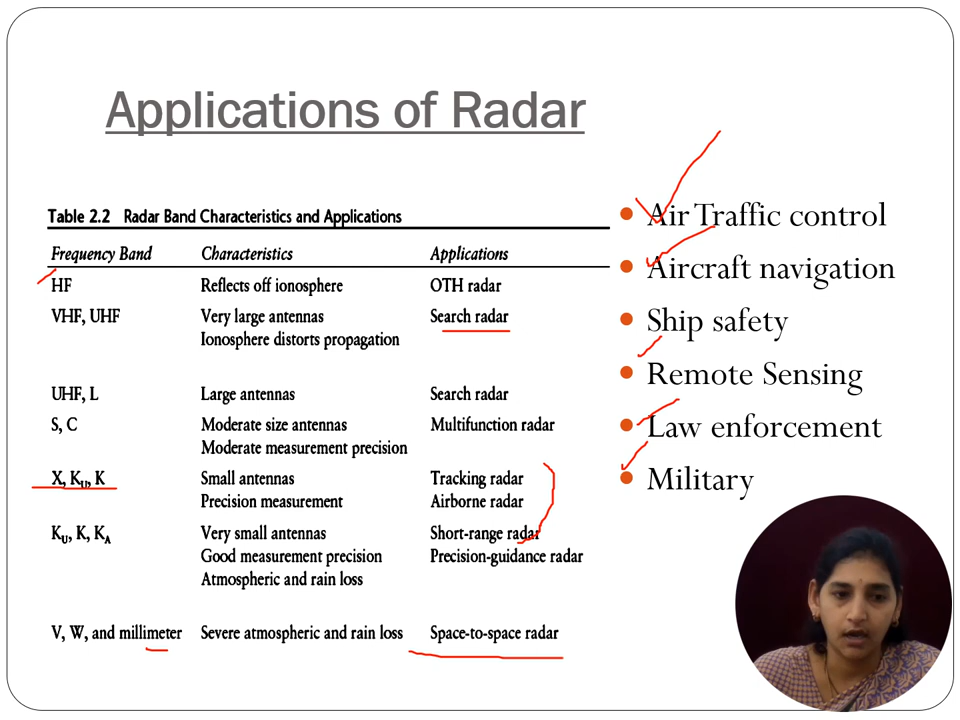 Applications of Radar
Table 2.2 Radar Band Characteristics and Applications
Frequency Band Characteristics Applications
HF Reflects off ionosphere OTH radar
VHF, UHF Very large antennas Search radar
Ionosphere distorts propagation
UHF, L Large antennas Search radar
S, C Moderate size antennas Multifunction radar
Moderate measurement precision
X, KU, K Small antennas Tracking radar
Precision measurement Airborne radar
KU, K, KA Very small antennas Short-range radar
Good measurement precision Precision-guidance radar
Atmospheric and rain loss
V, W, and millimeter Severe atmospheric and rain loss Space-to-space radar
• Air Traffic control
• Aircraft navigation
• Ship safety
• Remote Sensing
• Law enforcement
• Military